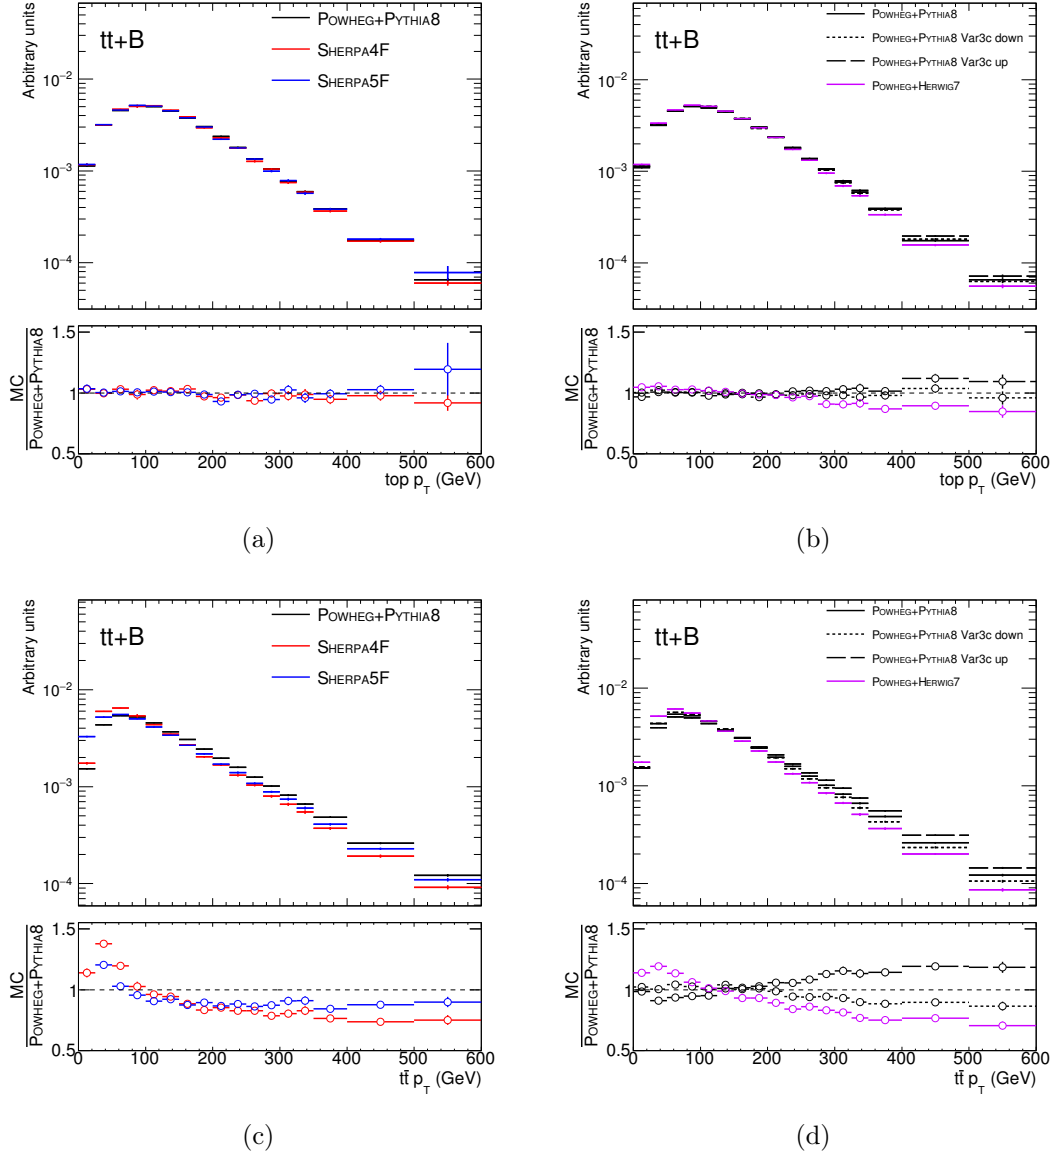 tt+B
POWHEG+PYTHIA8
SHERPA4F
SHERPA5F
Arbitrary units
10⁻²
10⁻³
10⁻⁴
MC
POWHEG+PYTHIA8
1.5
1
0.5
0 100 200 300 400 500 600
top p_T (GeV)
(a)
tt+B
POWHEG+PYTHIA8
POWHEG+PYTHIA8 Var3c down
POWHEG+PYTHIA8 Var3c up
POWHEG+HERWIG7
Arbitrary units
10⁻²
10⁻³
10⁻⁴
MC
POWHEG+PYTHIA8
1.5
1
0.5
0 100 200 300 400 500 600
top p_T (GeV)
(b)
tt+B
POWHEG+PYTHIA8
SHERPA4F
SHERPA5F
Arbitrary units
10⁻²
10⁻³
10⁻⁴
MC
POWHEG+PYTHIA8
1.5
1
0.5
0 100 200 300 400 500 600
tt̄ p_T (GeV)
(c)
tt+B
POWHEG+PYTHIA8
POWHEG+PYTHIA8 Var3c down
POWHEG+PYTHIA8 Var3c up
POWHEG+HERWIG7
Arbitrary units
10⁻²
10⁻³
10⁻⁴
MC
POWHEG+PYTHIA8
1.5
1
0.5
0 100 200 300 400 500 600
tt̄ p_T (GeV)
(d)